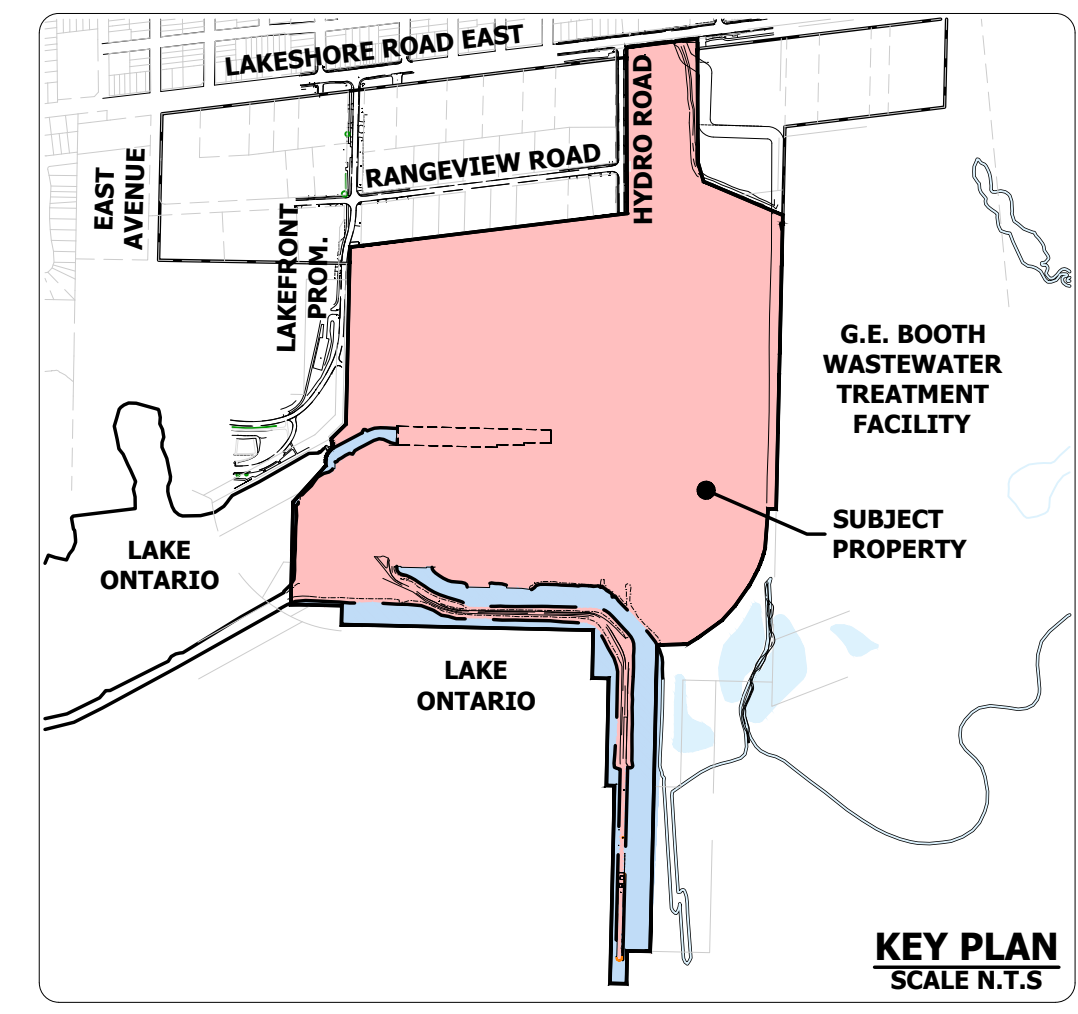 LAKESHORE ROAD EAST
HYDRO ROAD
RANGEVIEW ROAD
EAST
AVENUE
LAKEFRONT
PROM.
G.E. BOOTH
WASTEWATER
TREATMENT
FACILITY
SUBJECT
PROPERTY
LAKE
ONTARIO
LAKE
ONTARIO
KEY PLAN
SCALE N.T.S